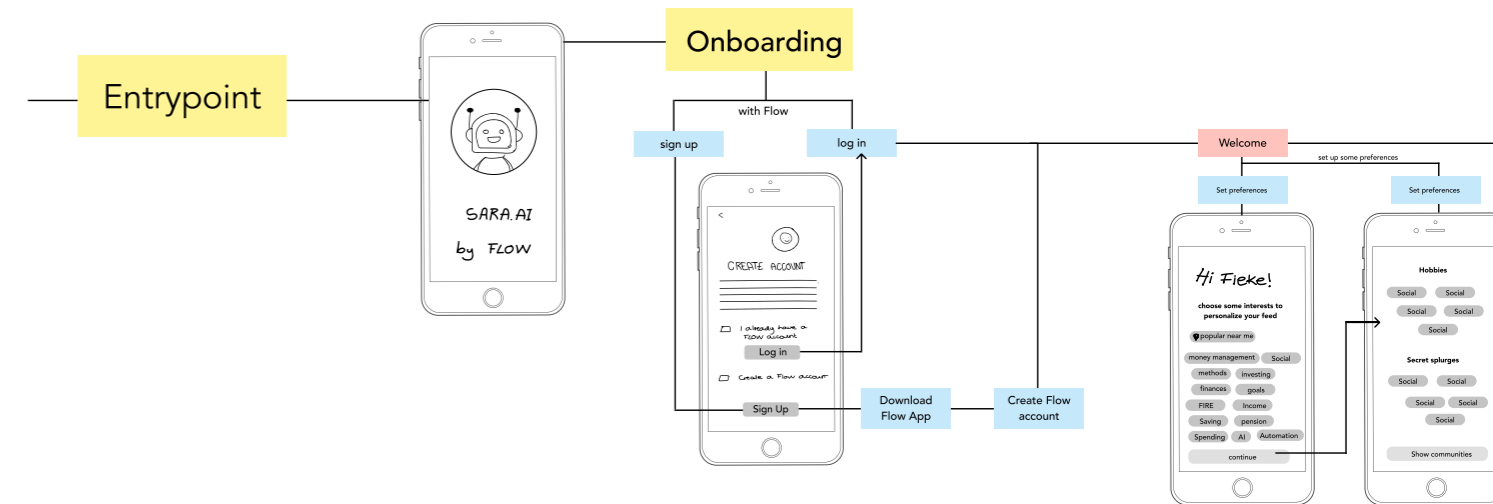 Entrypoint
SARA.AI
by FLOW
Onboarding
with Flow
sign up
log in
<
CREATE ACCOUNT
I already have a
FLOW account
Log in
Create a Flow account
Sign Up
Download
Flow App
Create Flow
account
Welcome
set up some preferences
Set preferences
Set preferences
Hi Fieke!
choose some interests to
personalize your feed
popular near me
money management Social
methods investing
finances goals
FIRE Income
Saving pension
Spending AI Automation
continue
Hobbies
Social Social
Social Social
Social
Secret splurges
Social Social
Social Social
Social
Show communities